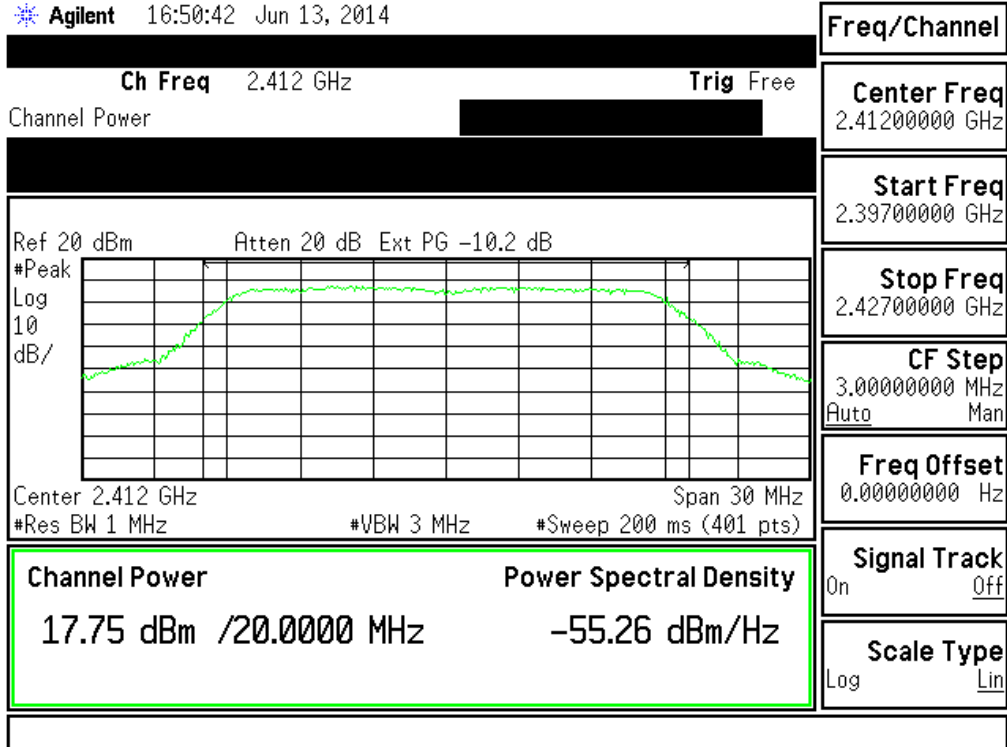 Agilent 16:50:42 Jun 13, 2014
Freq/Channel
Ch Freq 2.412 GHz Trig Free
Channel Power
Center Freq
2.41200000 GHz
Start Freq
2.39700000 GHz
Stop Freq
2.42700000 GHz
CF Step
3.00000000 MHz
Auto Man
Freq Offset
0.00000000 Hz
Signal Track
On Off
Scale Type
Log Lin
Ref 20 dBm Atten 20 dB Ext PG -10.2 dB
#Peak
Log
10
dB/
Center 2.412 GHz Span 30 MHz
#Res BW 1 MHz #VBW 3 MHz #Sweep 200 ms (401 pts)
Channel Power Power Spectral Density
17.75 dBm /20.0000 MHz -55.26 dBm/Hz